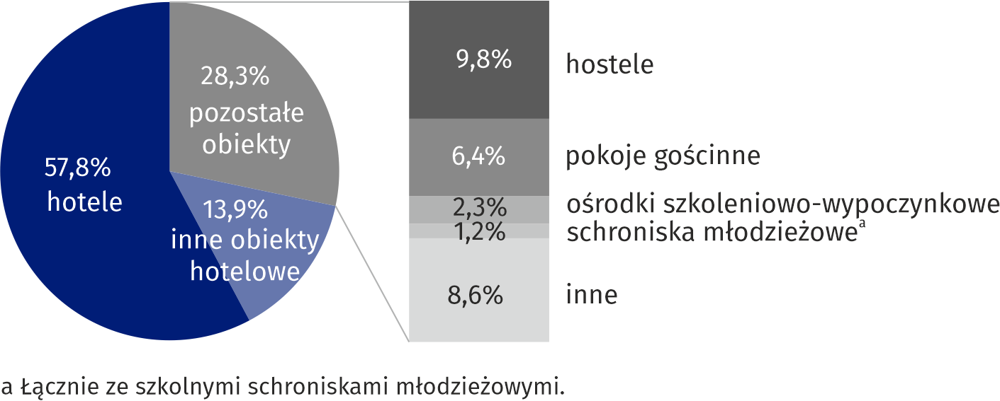 28,3%
pozostałe
obiekty
57,8%
hotele
13,9%
inne obiekty
hotelowe
9,8% hostele
6,4% pokoje gościnne
2,3% ośrodki szkoleniowo-wypoczynkowe
1,2% schroniska młodzieżoweª
8,6% inne
a Łącznie ze szkolnymi schroniskami młodzieżowymi.